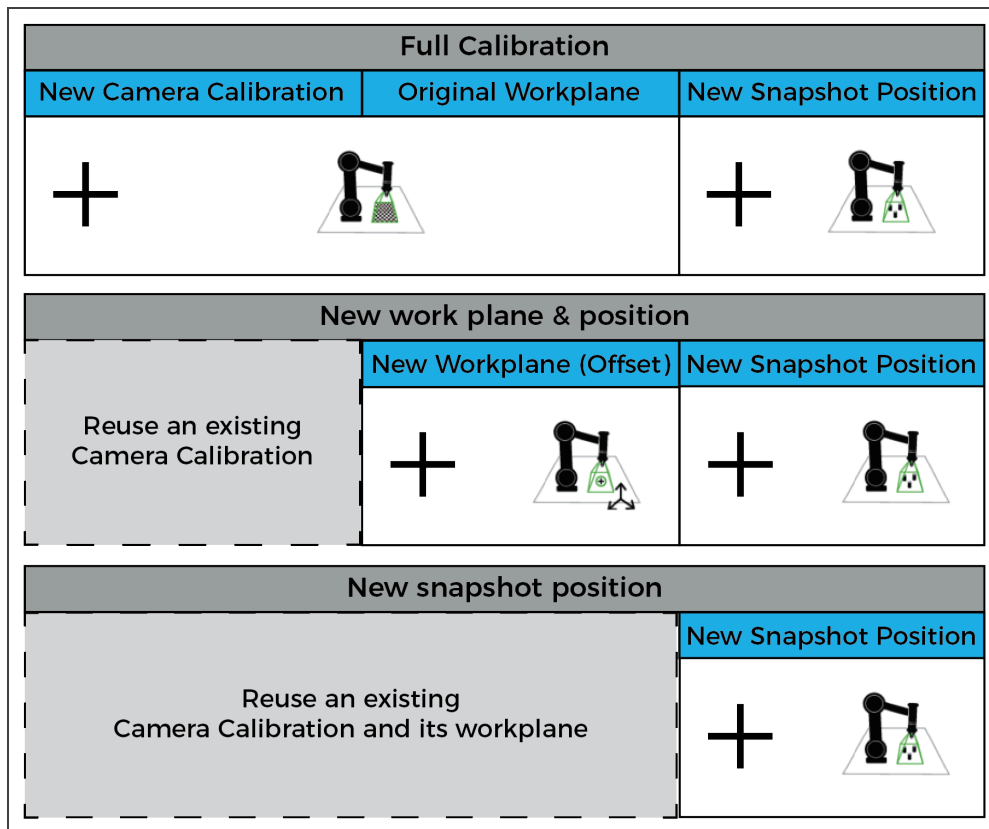 Full Calibration
New Camera Calibration
Original Workplane
New Snapshot Position
New work plane & position
Reuse an existing
Camera Calibration
New Workplane (Offset)
New Snapshot Position
New snapshot position
Reuse an existing
Camera Calibration and its workplane
New Snapshot Position